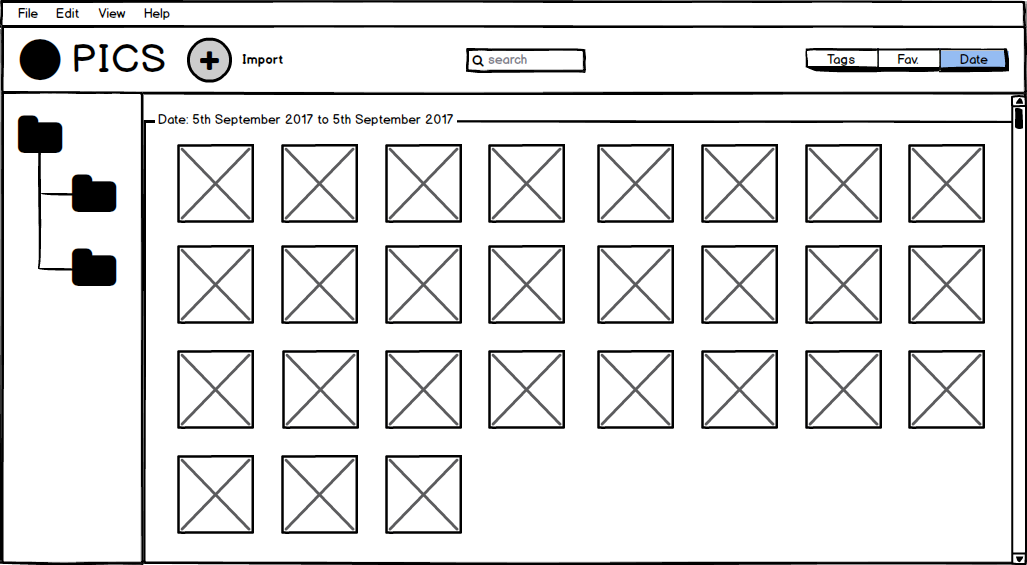 File Edit View Help
PICS + Import search Tags Fav. Date
Date: 5th September 2017 to 5th September 2017